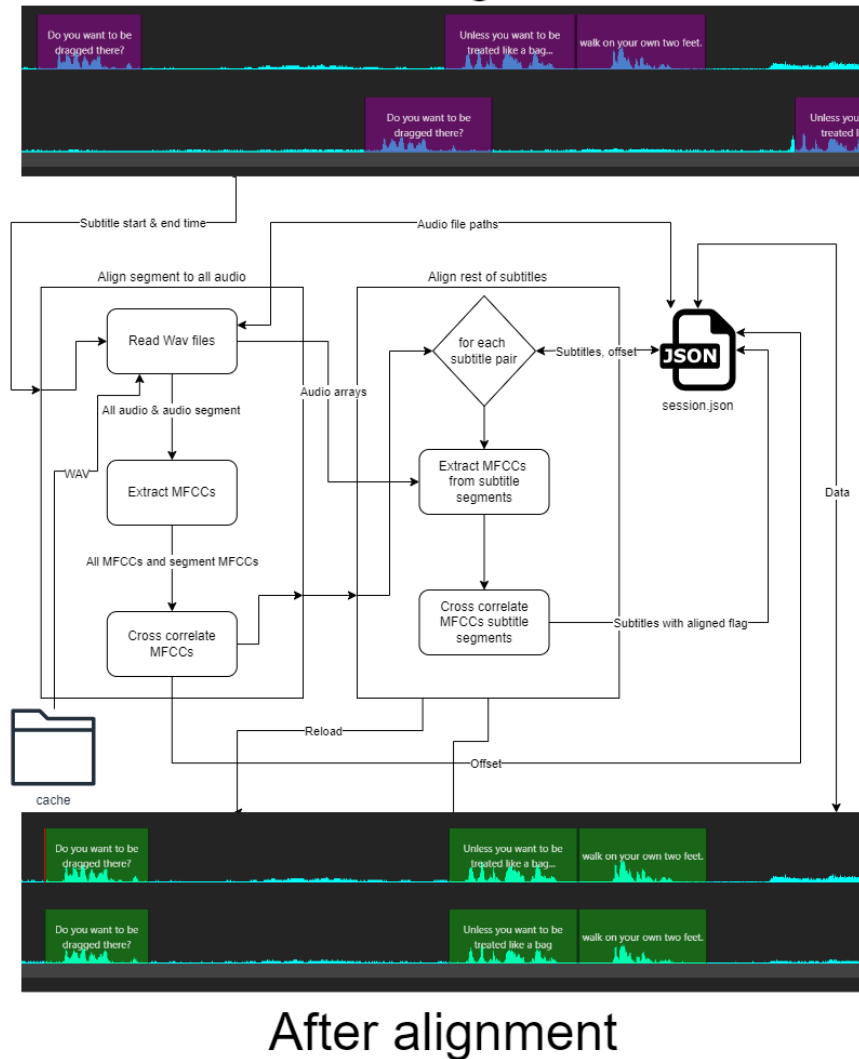 Do you want to be
dragged there?
Unless you want to be
treated like a bag...
walk on your own two feet.
Do you want to be
dragged there?
Unless you
Subtitle start & end time
Audio file paths
Align segment to all audio
Align rest of subtitles
Read Wav files
for each
subtitle pair
Subtitles, offset
JSON
session.json
Audio arrays
All audio & audio segment
WAV
Extract MFCCs
Extract MFCCs
from subtitle
segments
Data
All MFCCs and segment MFCCs
Cross correlate
MFCCs
Cross correlate
MFCCs subtitle
segments
Subtitles with aligned flag
Reload
Offset
cache
Do you want to be
dragged there?
Unless you want to be
treated like a bag...
walk on your own two feet.
Do you want to be
dragged there?
Unless you want to be
treated like a bag
walk on your own two feet.
After alignment